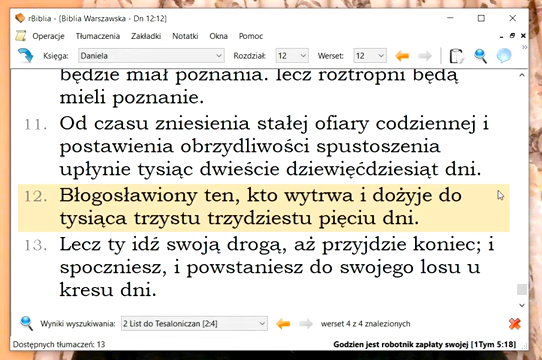 rBiblia - [Biblia Warszawska - Dn 12:12]
Operacje Tłumaczenia Zakładki Notatki Okna Pomoc
Księga: Daniela Rozdział: 12 Werset: 12
będzie miał poznania. lecz roztropni będą
mieli poznanie.
11. Od czasu zniesienia stałej ofiary codziennej i
postawienia obrzydliwości spustoszenia
upłynie tysiąc dwieście dziewięćdziesiąt dni.
12. Błogosławiony ten, kto wytrwa i dożyje do
tysiąca trzystu trzydziestu pięciu dni.
13. Lecz ty idź swoją drogą, aż przyjdzie koniec; i
spoczniesz, i powstaniesz do swojego losu u
kresu dni.
Wyniki wyszukiwania: 2 List do Tesaloniczan [2:4] werset 4 z 4 znalezionych
Dostępnych tłumaczeń: 13 Godzien jest robotnik zapłaty swojej [1Tym 5:18]